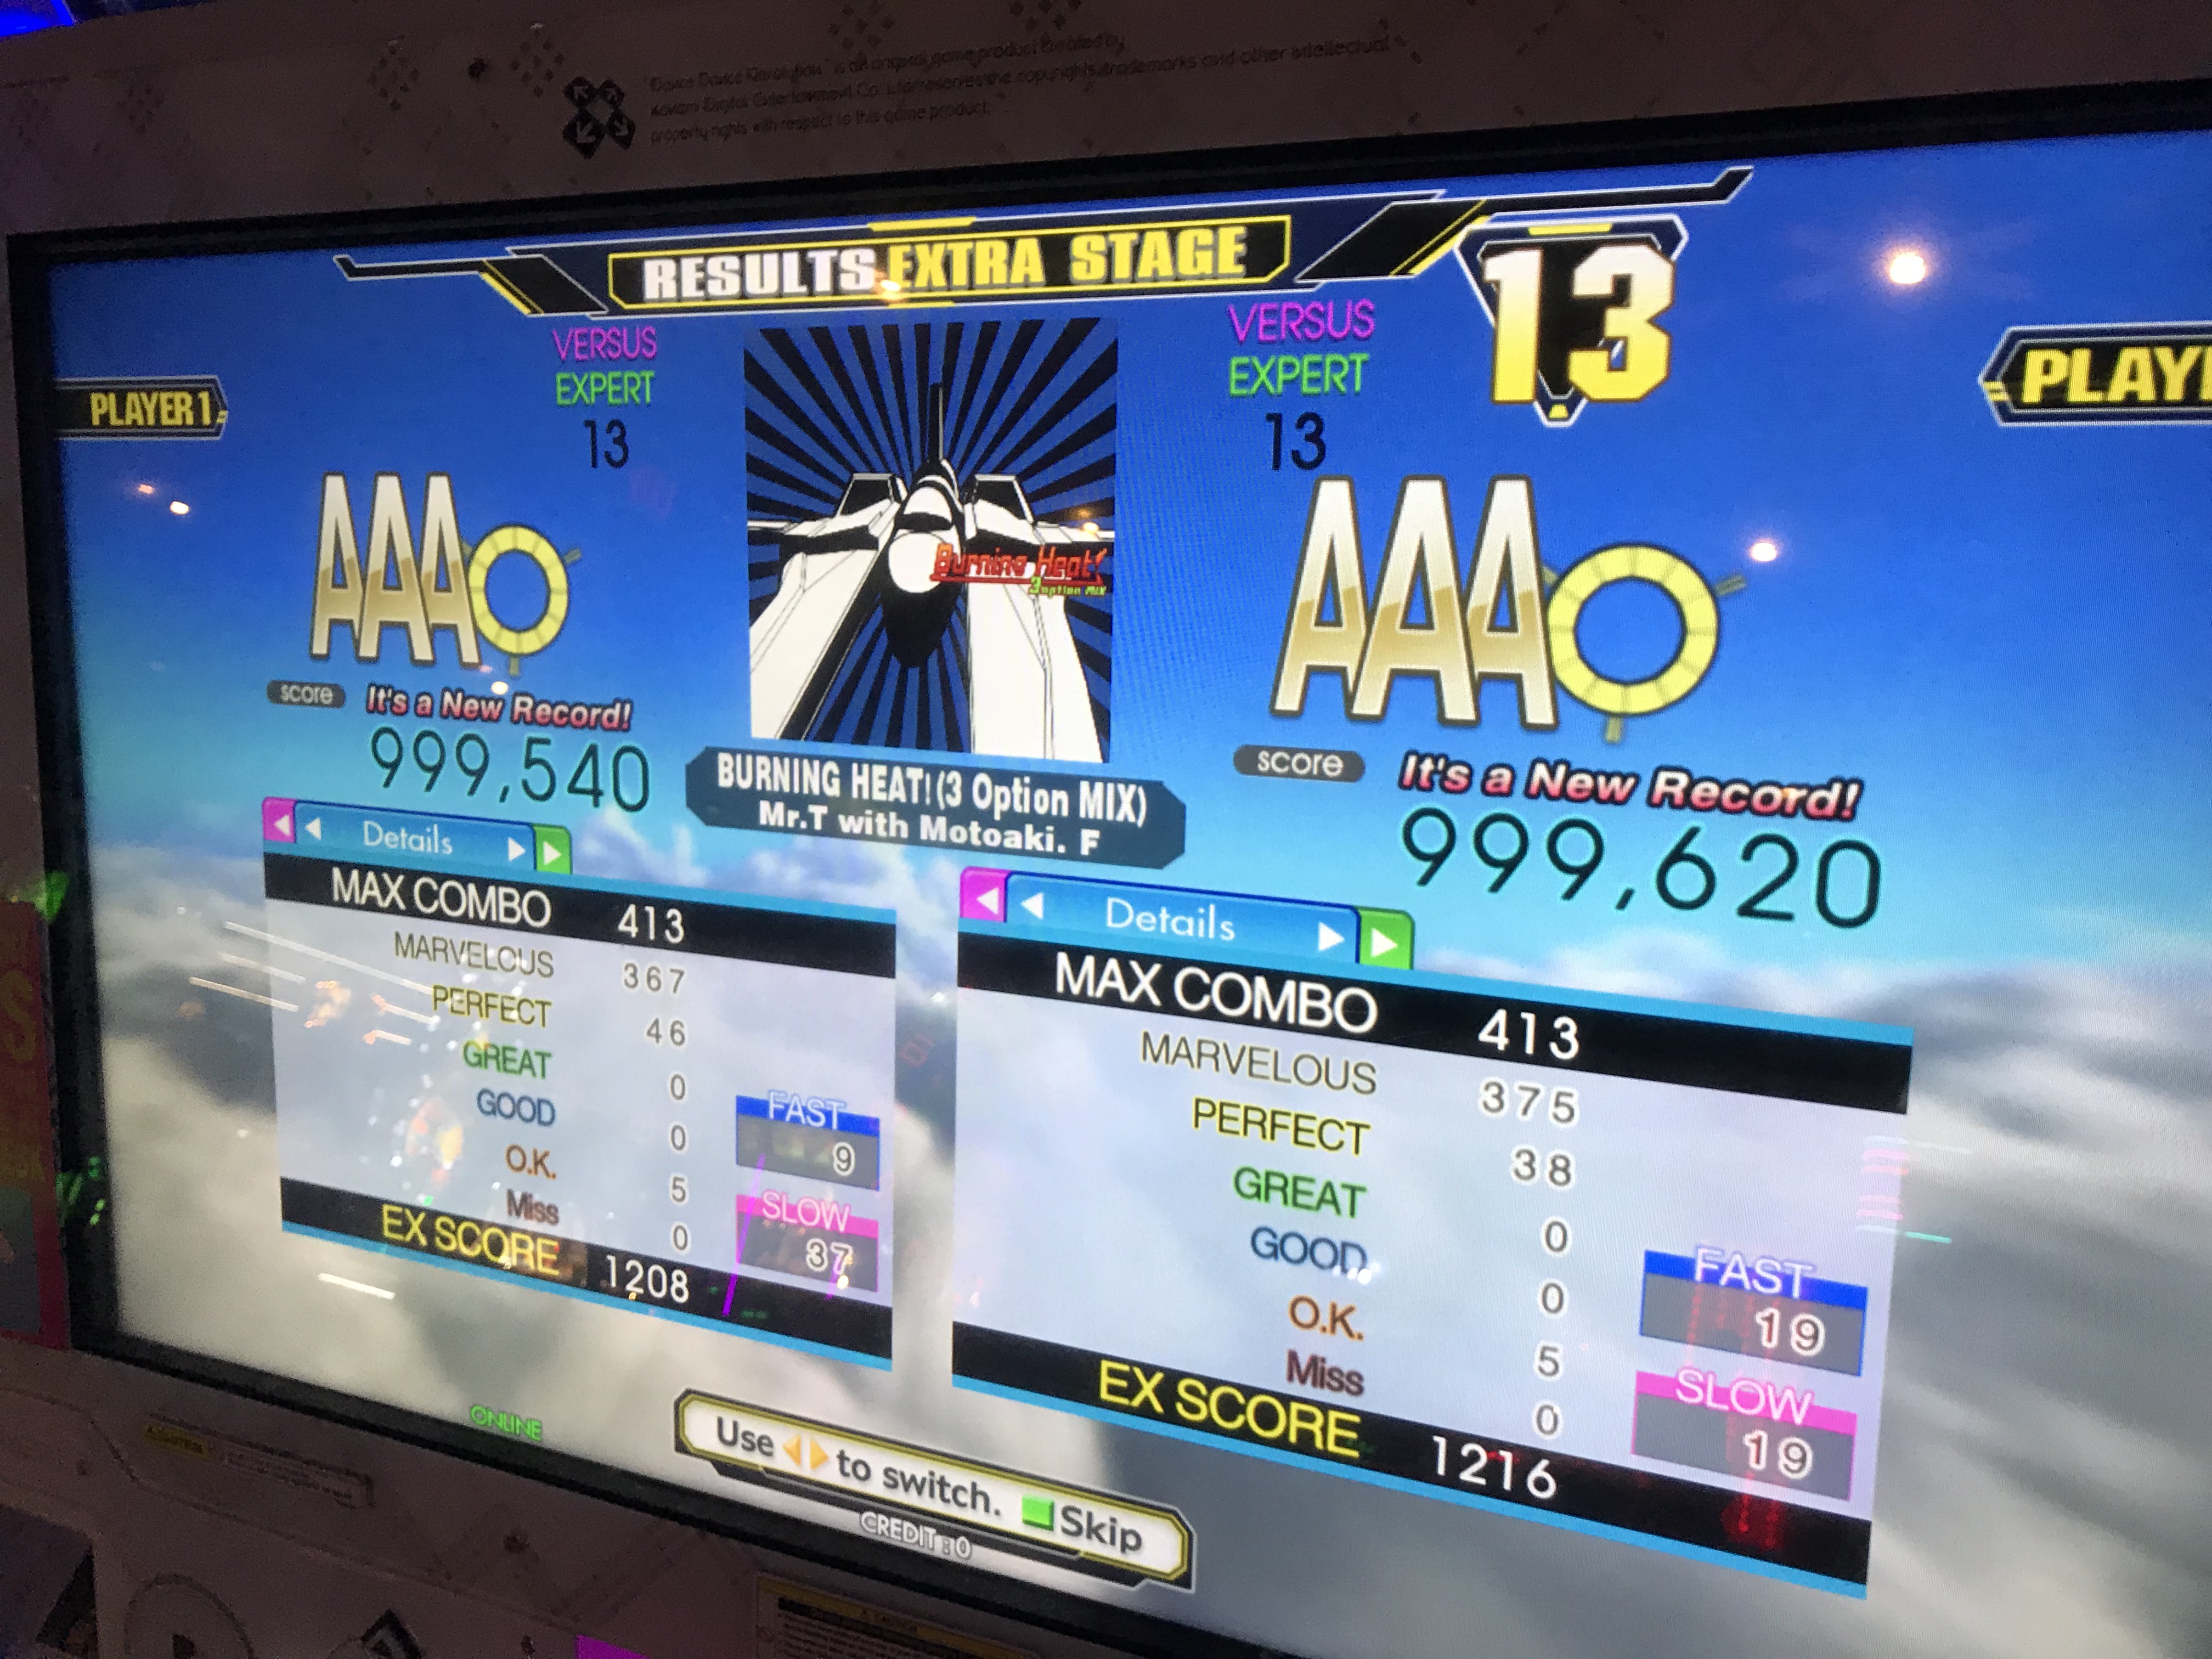 "Dance Dance Revolution" is an original game product created by
Konami Digital Entertainment Co., Ltd. reserves the copyrights, trademarks and other intellectual
property rights with respect to this game product.
RESULTS EXTRA STAGE
13
PLAYER 1
VERSUS
EXPERT
13
VERSUS
EXPERT
13
AAA
Burning Heat!
3 option MIX
AAA
score It's a New Record!
999,540
BURNING HEAT! (3 Option MIX)
Mr.T with Motoaki. F
score It's a New Record!
999,620
Details
MAX COMBO 413
MARVELOUS 367
PERFECT 46
GREAT 0
GOOD 0
O.K. 5
Miss 0
EX SCORE 1208
FAST
9
SLOW
37
Details
MAX COMBO 413
MARVELOUS 375
PERFECT 38
GREAT 0
GOOD 0
O.K. 5
Miss 0
EX SCORE 1216
FAST
19
SLOW
19
ONLINE
Use to switch. Skip
CREDIT : 0